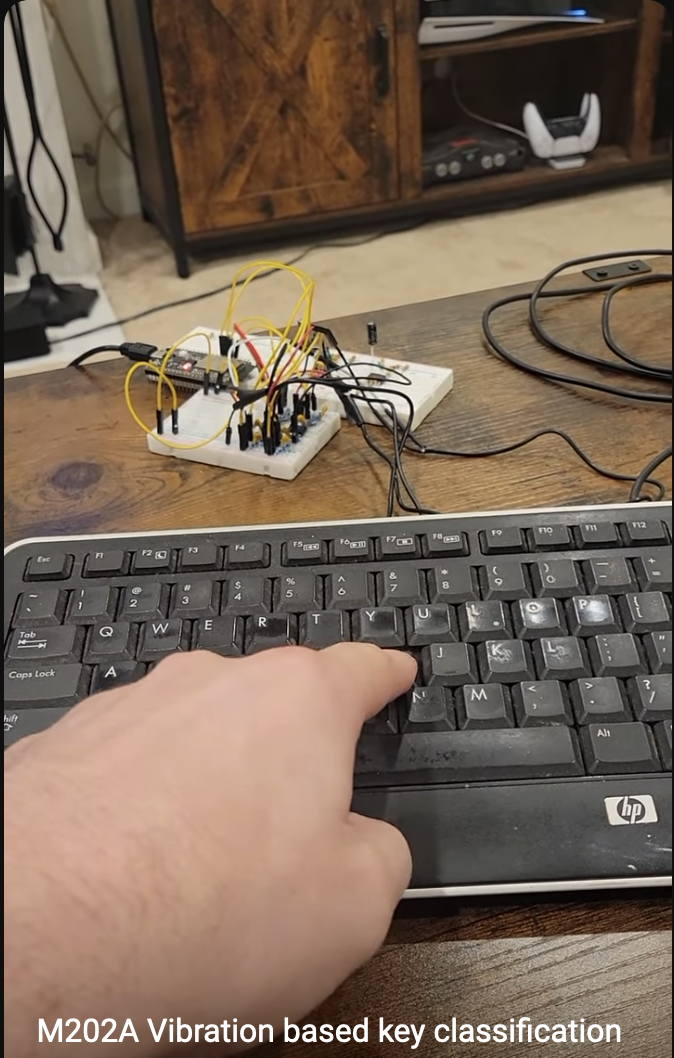 Esc F1 F2 F3 F4 F5 F6 F7 F8 F9 F10 F11 F12
~ ! 1 @ 2 # 3 $ 4 % 5 ^ 6 & 7 * 8 ( 9 ) 0 - + =
Tab Q W E R T Y U O P { [
Caps Lock A J K L : ; " '
N M < , > . ? /
Alt
hp
M202A Vibration based key classification